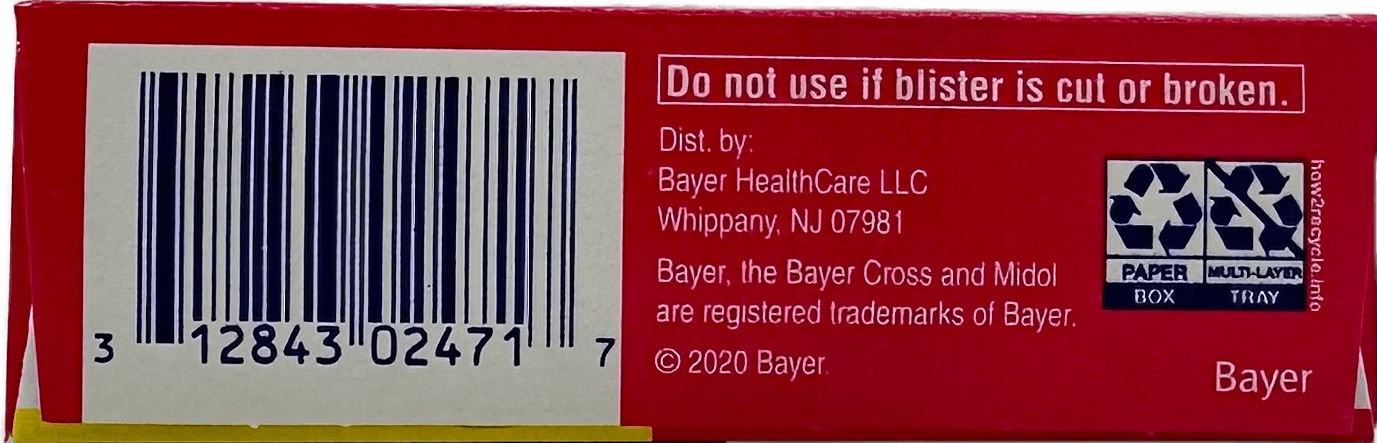 3 12843 02471 7
Do not use if blister is cut or broken.
Dist. by:
Bayer HealthCare LLC
Whippany, NJ 07981
Bayer, the Bayer Cross and Midol
are registered trademarks of Bayer.
© 2020 Bayer.
PAPER
BOX
MULTI-LAYER
TRAY
how2recycle.info
Bayer